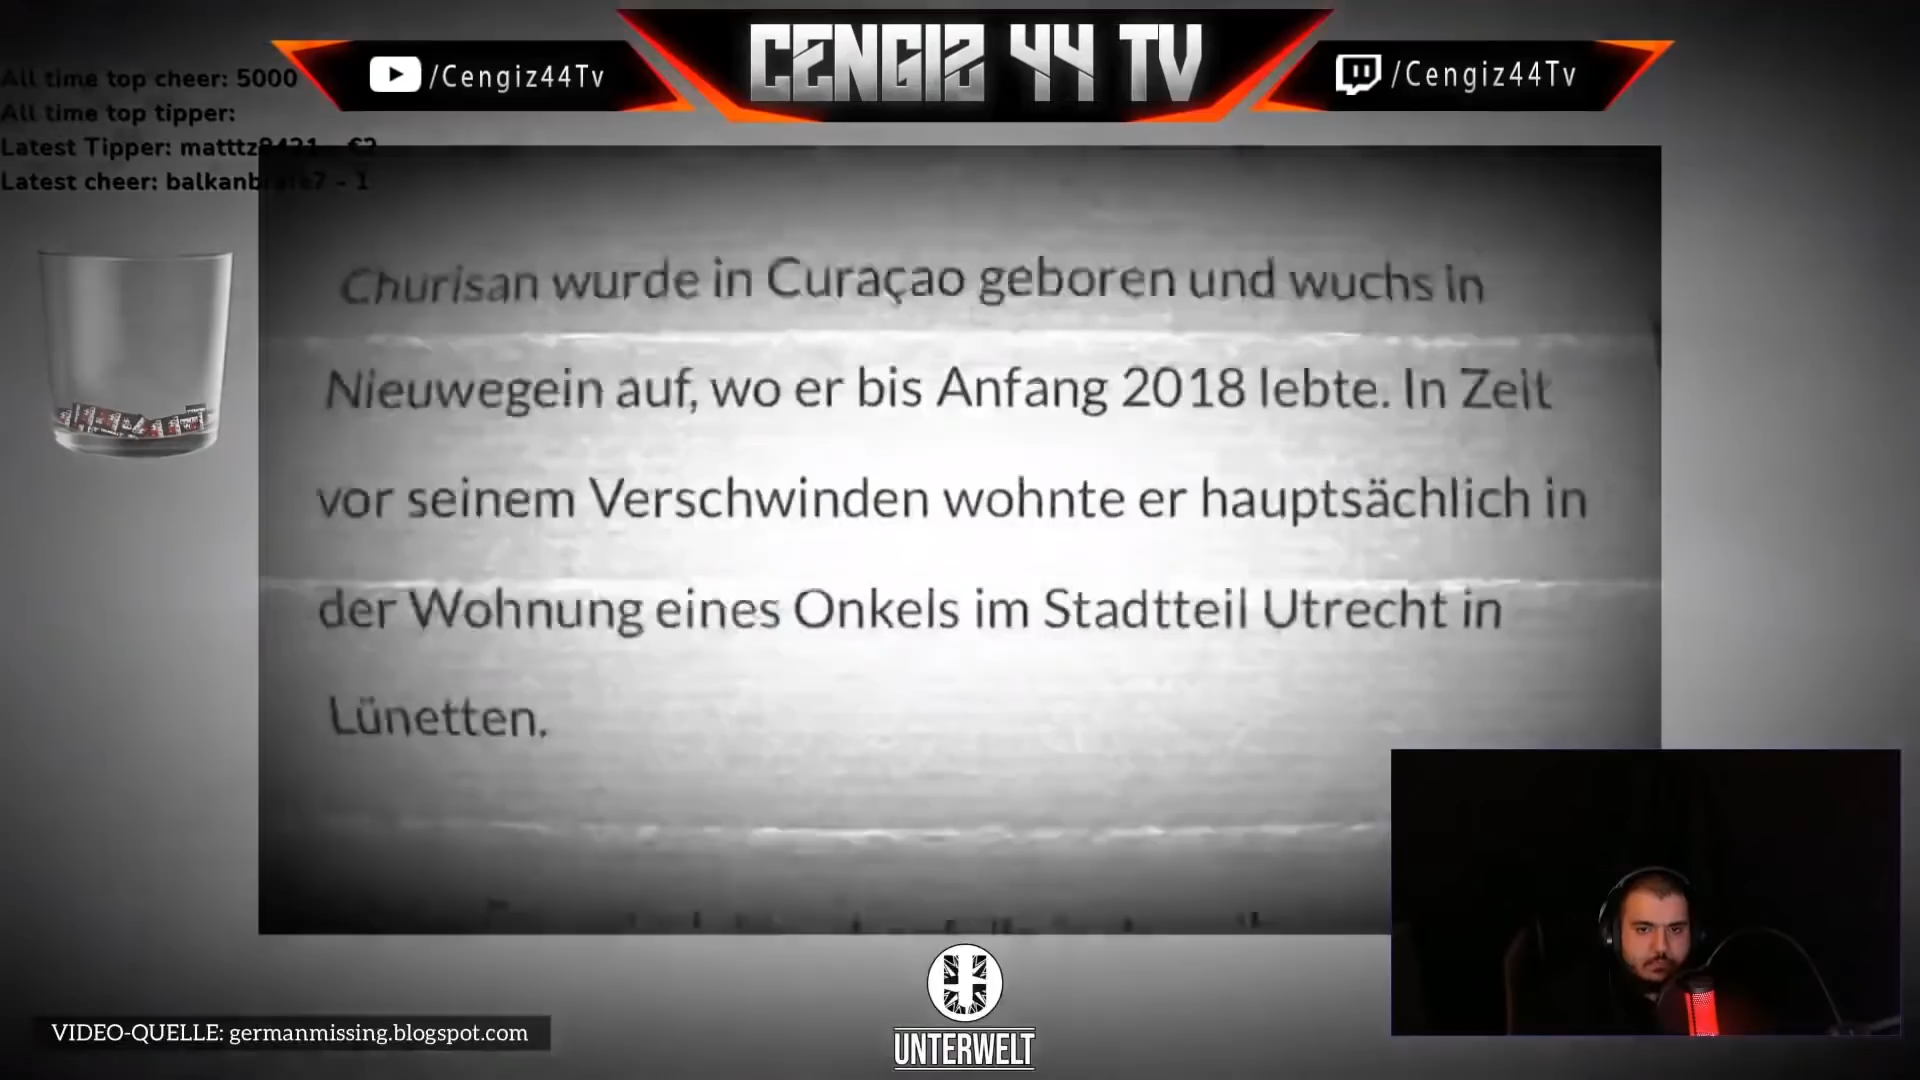 CENGIZ 44 TV
/Cengiz44Tv
/Cengiz44Tv
All time top cheer: 5000
All time top tipper:
Latest Tipper: matttz8421 - €2
Latest cheer: - 1
Churisan wurde in Curaçao geboren und wuchs in
Nieuwegein auf, wo er bis Anfang 2018 lebte. In Zeit
vor seinem Verschwinden wohnte er hauptsächlich in
der Wohnung eines Onkels im Stadtteil Utrecht in
Lünetten.
VIDEO-QUELLE: germanmissing.blogspot.com
UNTERWELT